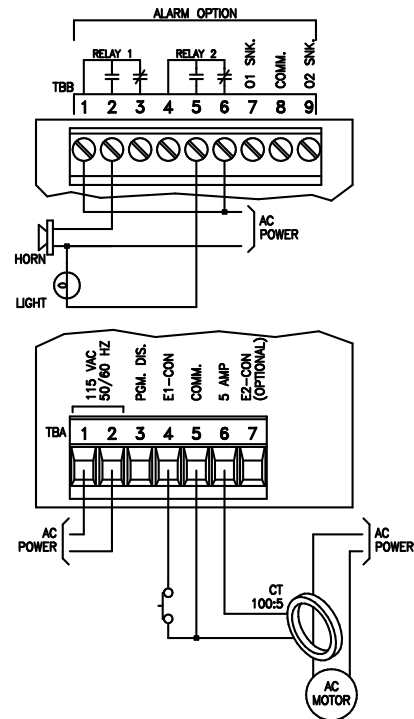 ALARM OPTION
RELAY 1
RELAY 2
O1 SNK.
COMM.
O2 SNK.
TBB
1 2 3 4 5 6 7 8 9
AC
POWER
HORN
LIGHT
115 VAC
50/60 HZ
PGM. DIS.
E1-CON
COMM.
5 AMP
E2-CON
(OPTIONAL)
TBA
1 2 3 4 5 6 7
AC
POWER
AC
POWER
CT
100:5
AC
MOTOR